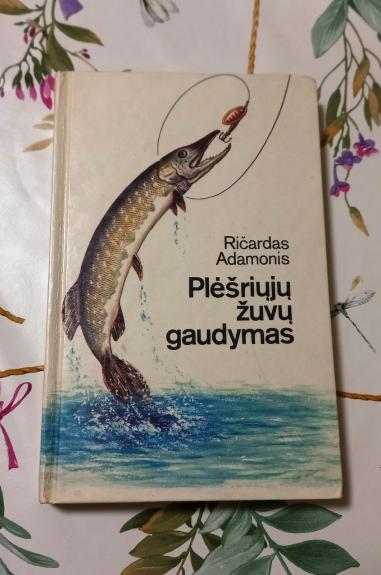 Ričardas
Adamonis
Plėšriųjų
žuvų
gaudymas